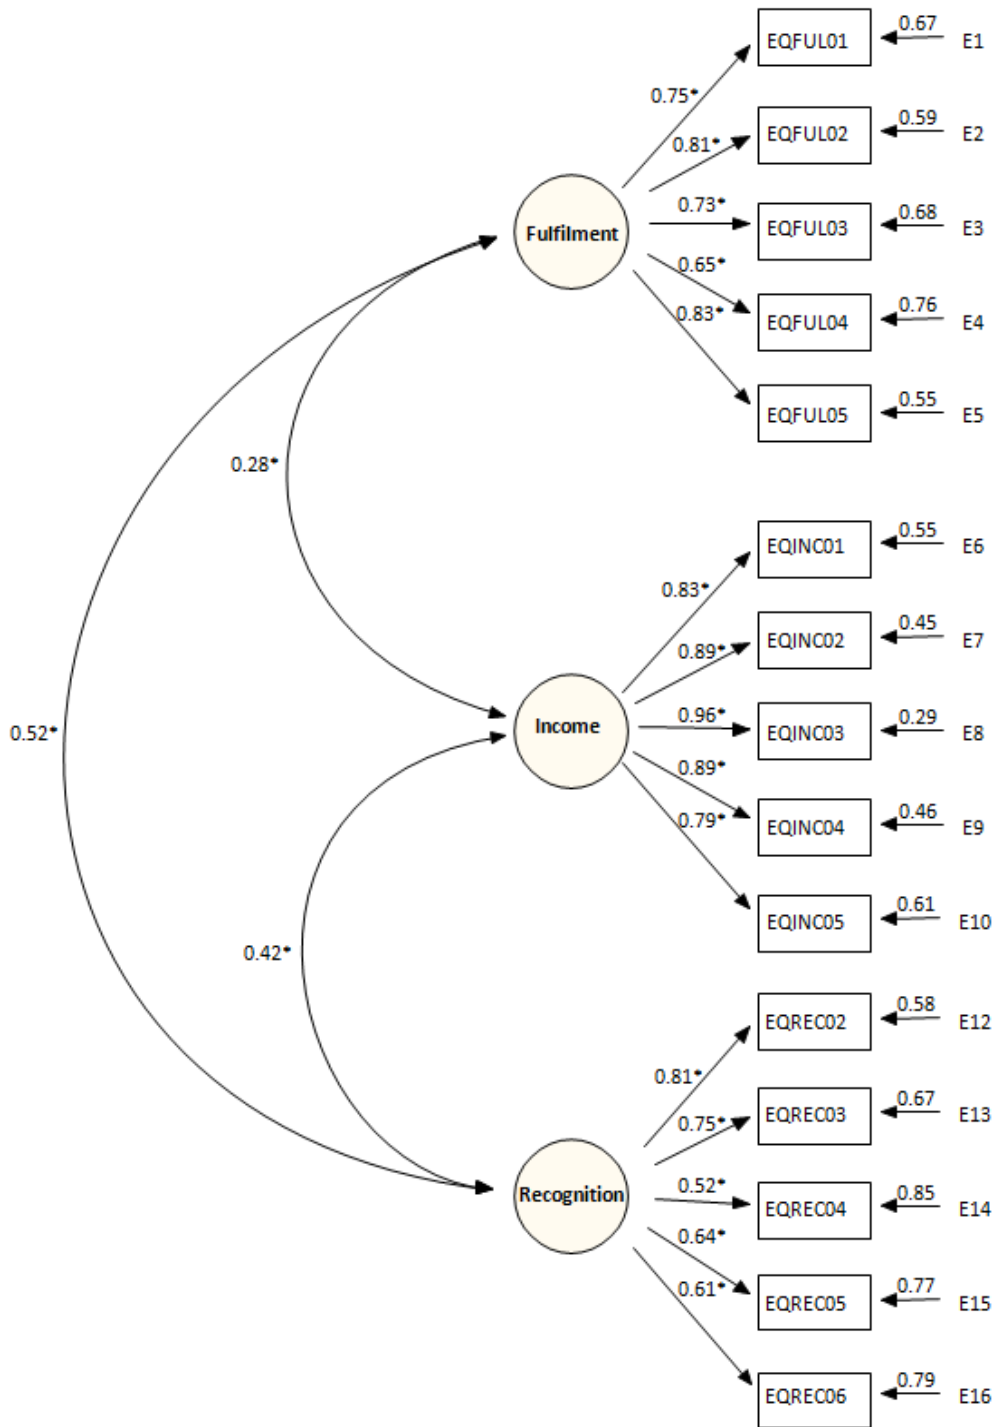 0.67
EQFUL01
E1
0.75*
0.59
EQFUL02
E2
0.81*
0.68
EQFUL03
E3
0.73*
Fulfilment
0.65*
0.76
EQFUL04
E4
0.83*
0.55
EQFUL05
E5
0.28*
0.55
EQINC01
E6
0.83*
0.45
EQINC02
E7
0.89*
0.96*
0.29
EQINC03
E8
Income
0.52*
0.89*
0.46
EQINC04
E9
0.79*
0.61
EQINC05
E10
0.42*
0.58
EQREC02
E12
0.81*
0.67
EQREC03
E13
0.75*
0.52*
0.85
EQREC04
E14
Recognition
0.64*
0.77
EQREC05
E15
0.61*
0.79
EQREC06
E16